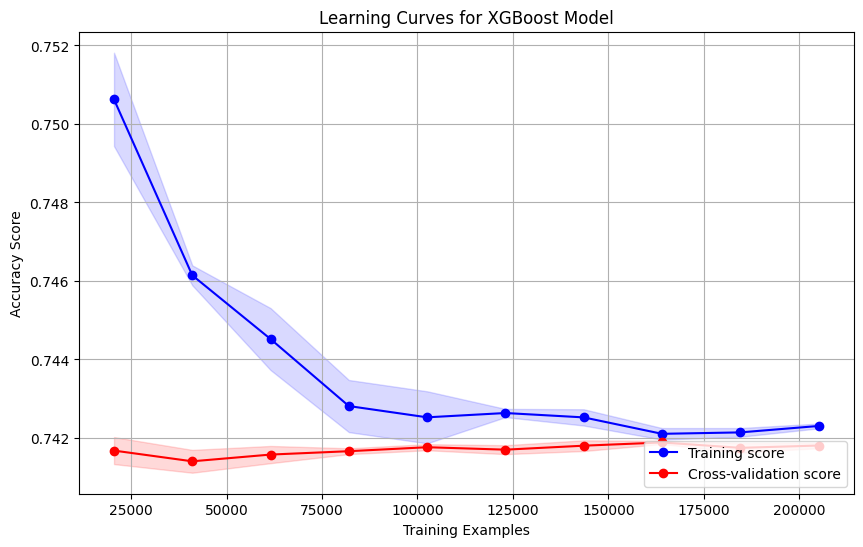 Learning Curves for XGBoost Model
0.752
0.750
0.748
0.746
0.744
0.742
Accuracy Score
Training score
Cross-validation score
25000 50000 75000 100000 125000 150000 175000 200000
Training Examples